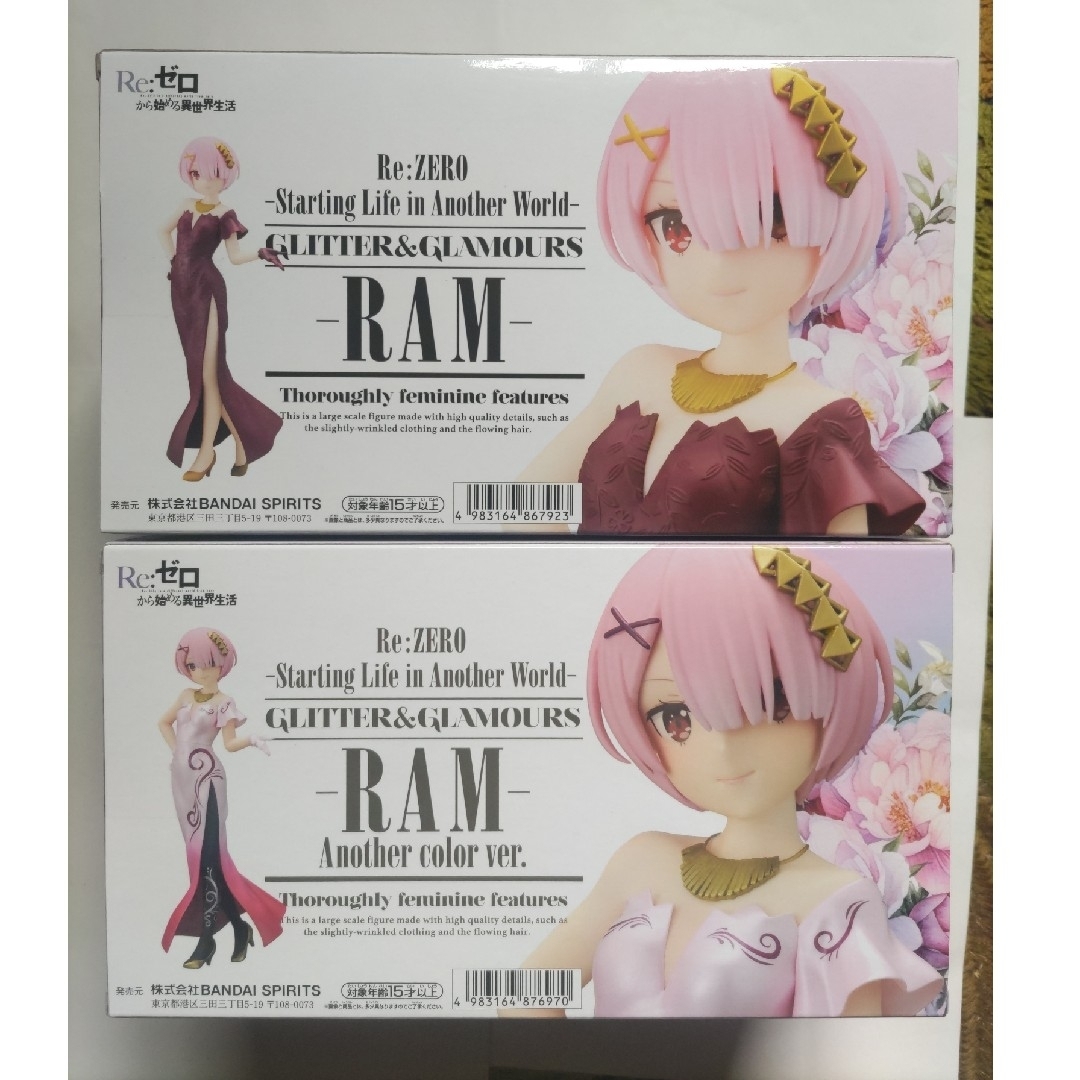 Re:ゼロ
から始める異世界生活
Re:ZERO
-Starting Life in Another World-
GLITTER&GLAMOURS
-RAM-
Thoroughly feminine features
This is a large scale figure made with high quality details, such as
the slightly-wrinkled clothing and the flowing hair.
発売元 株式会社BANDAI SPIRITS
東京都港区三田三丁目5-19 〒108-0073
対象年齢15才以上
4 983164 867923
Re:ゼロ
から始める異世界生活
Re:ZERO
-Starting Life in Another World-
GLITTER&GLAMOURS
-RAM-
Another color ver.
Thoroughly feminine features
This is a large scale figure made with high quality details, such as
the slightly-wrinkled clothing and the flowing hair.
発売元 株式会社BANDAI SPIRITS
東京都港区三田三丁目5-19 〒108-0073
対象年齢15才以上
4 983164 876970